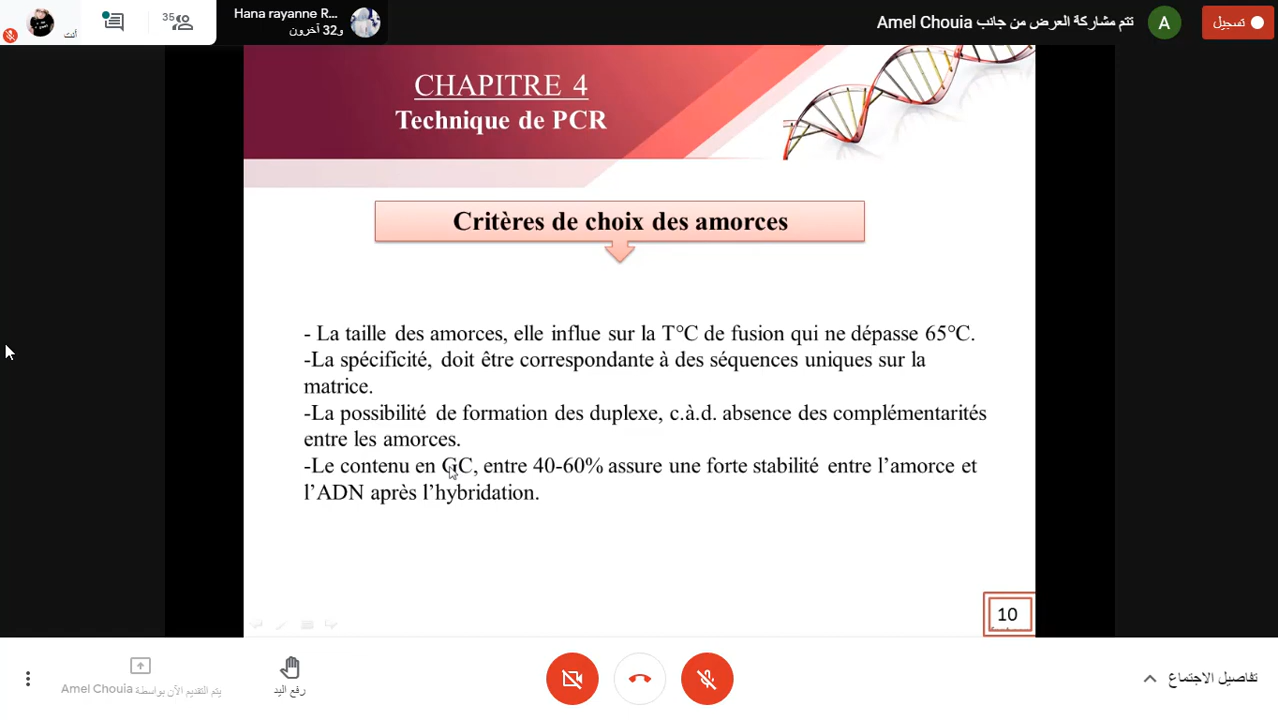 Hana rayanne R...
و32 آخرون
35
أنت
تتم مشاركة العرض من جانب Amel Chouia
A
تسجيل
CHAPITRE 4
Technique de PCR
Critères de choix des amorces
- La taille des amorces, elle influe sur la T°C de fusion qui ne dépasse 65°C.
-La spécificité, doit être correspondante à des séquences uniques sur la
matrice.
-La possibilité de formation des duplexe, c.à.d. absence des complémentarités
entre les amorces.
-Le contenu en GC, entre 40-60% assure une forte stabilité entre l’amorce et
l’ADN après l’hybridation.
10
يتم التقديم الآن بواسطة Amel Chouia
رفع اليد
تفاصيل الاجتماع